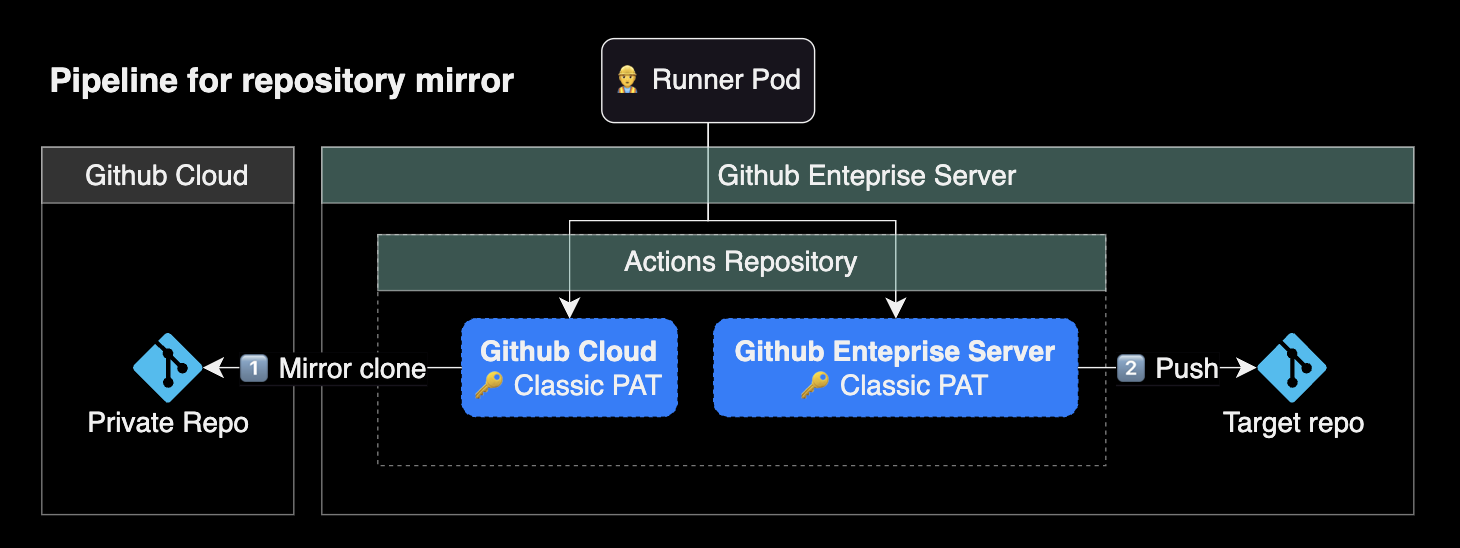 Pipeline for repository mirror
👷 Runner Pod
Github Cloud
Github Enteprise Server
Actions Repository
Github Cloud
🔑 Classic PAT
Github Enteprise Server
🔑 Classic PAT
1️⃣ Mirror clone
2️⃣ Push
Private Repo
Target repo